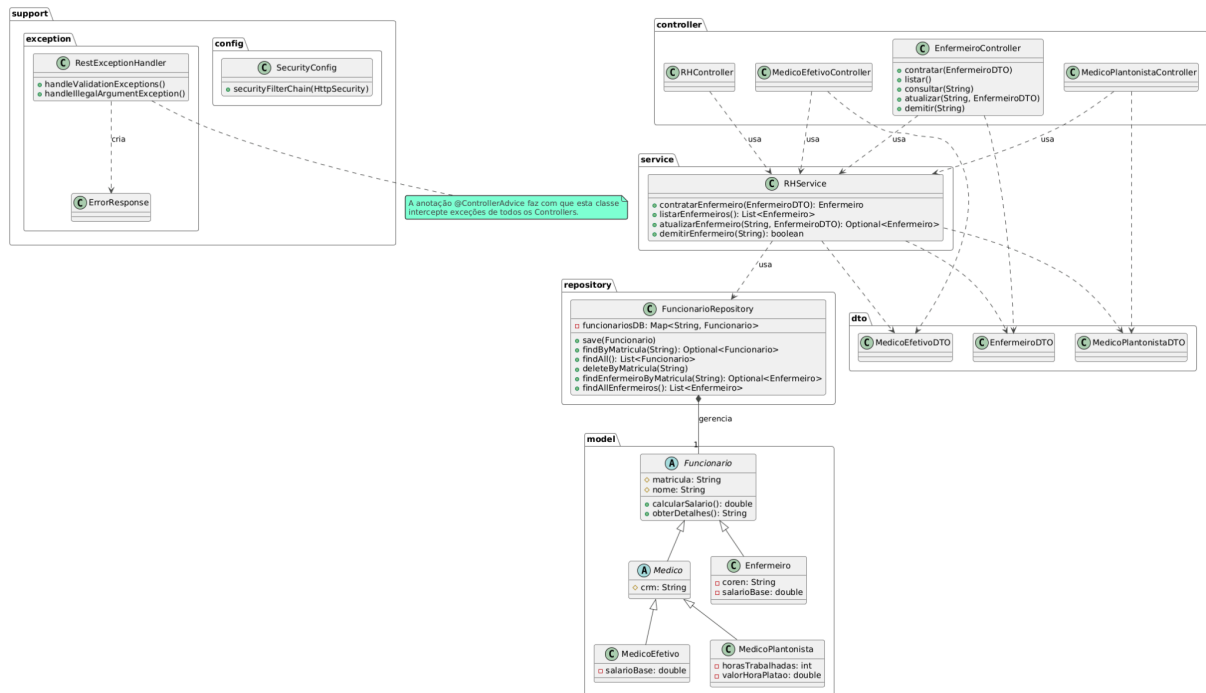 support
exception
C RestExceptionHandler
handleValidationExceptions()
handleIllegalArgumentException()
cria
C ErrorResponse
config
C SecurityConfig
securityFilterChain(HttpSecurity)
A anotação @ControllerAdvice faz com que esta classe
intercepte exceções de todos os Controllers.
controller
C RHController
C MedicoEfetivoController
C EnfermeiroController
contratar(EnfermeiroDTO)
listar()
consultar(String)
atualizar(String, EnfermeiroDTO)
demitir(String)
C MedicoPlantonistaController
usa
usa
usa
usa
service
C RHService
contratarEnfermeiro(EnfermeiroDTO): Enfermeiro
listarEnfermeiros(): List<Enfermeiro>
atualizarEnfermeiro(String, EnfermeiroDTO): Optional<Enfermeiro>
demitirEnfermeiro(String): boolean
usa
repository
C FuncionarioRepository
funcionariosDB: Map<String, Funcionario>
save(Funcionario)
findByMatricula(String): Optional<Funcionario>
findAll(): List<Funcionario>
deleteByMatricula(String)
findEnfermeiroByMatricula(String): Optional<Enfermeiro>
findAllEnfermeiros(): List<Enfermeiro>
dto
C MedicoEfetivoDTO
C EnfermeiroDTO
C MedicoPlantonistaDTO
gerencia
1
model
A Funcionario
matricula: String
nome: String
calcularSalario(): double
obterDetalhes(): String
A Medico
crm: String
C Enfermeiro
coren: String
salarioBase: double
C MedicoEfetivo
salarioBase: double
C MedicoPlantonista
horasTrabalhadas: int
valorHoraPlatao: double